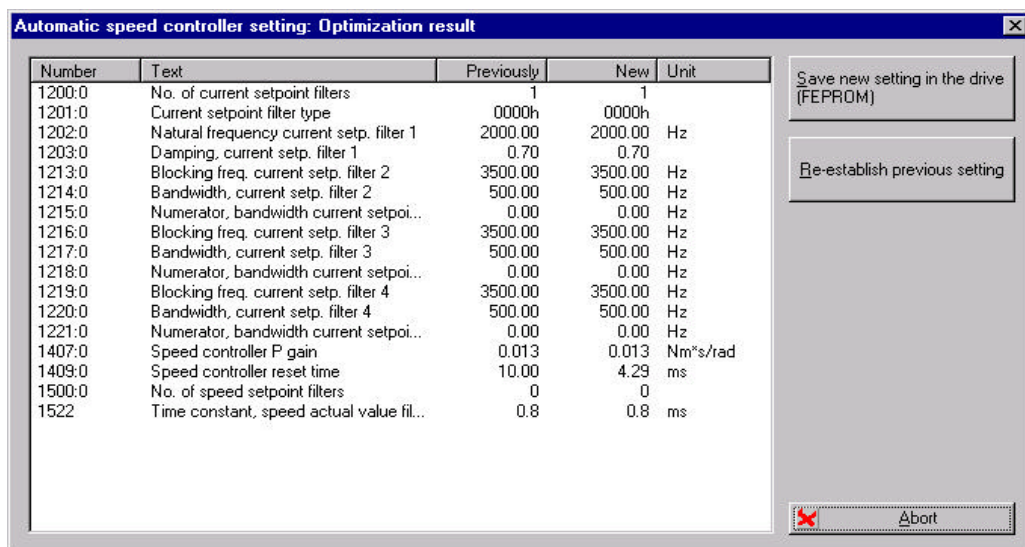 Automatic speed controller setting: Optimization result
Number Text Previously New Unit
1200:0 No. of current setpoint filters 1 1
1201:0 Current setpoint filter type 0000h 0000h
1202:0 Natural frequency current setp. filter 1 2000.00 2000.00 Hz
1203:0 Damping, current setp. filter 1 0.70 0.70
1213:0 Blocking freq. current setp. filter 2 3500.00 3500.00 Hz
1214:0 Bandwidth, current setp. filter 2 500.00 500.00 Hz
1215:0 Numerator, bandwidth current setpoi... 0.00 0.00 Hz
1216:0 Blocking freq. current setp. filter 3 3500.00 3500.00 Hz
1217:0 Bandwidth, current setp. filter 3 500.00 500.00 Hz
1218:0 Numerator, bandwidth current setpoi... 0.00 0.00 Hz
1219:0 Blocking freq. current setp. filter 4 3500.00 3500.00 Hz
1220:0 Bandwidth, current setp. filter 4 500.00 500.00 Hz
1221:0 Numerator, bandwidth current setpoi... 0.00 0.00 Hz
1407:0 Speed controller P gain 0.013 0.013 Nm*s/rad
1409:0 Speed controller reset time 10.00 4.29 ms
1500:0 No. of speed setpoint filters 0 0
1522 Time constant, speed actual value fil... 0.8 0.8 ms
Save new setting in the drive
(FEPROM)
Re-establish previous setting
Abort